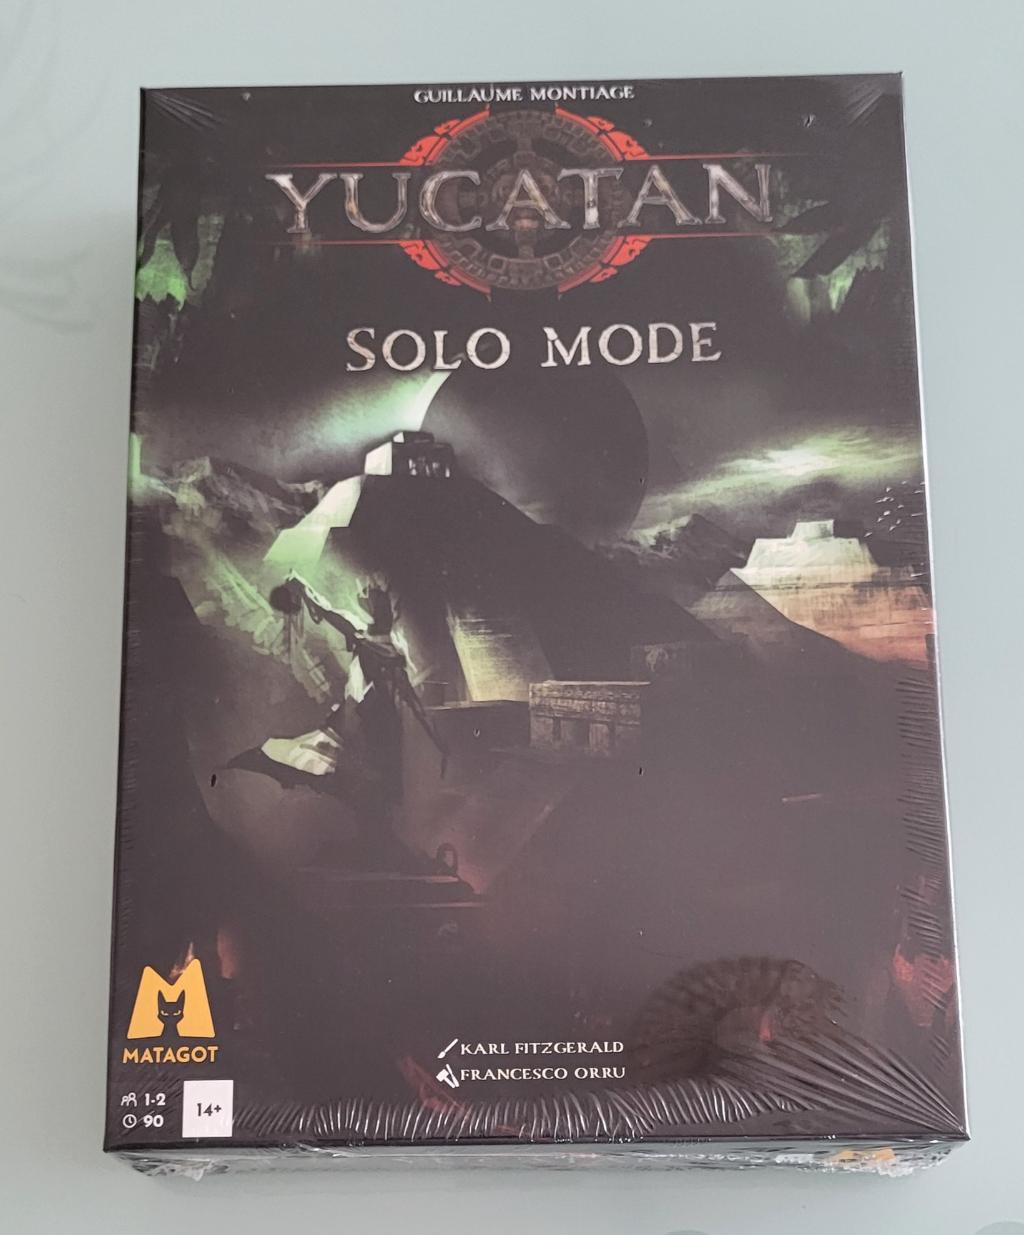 GUILLAUME MONTIAGE
YUCATAN
SOLO MODE
MATAGOT
KARL FITZGERALD
FRANCESCO ORRU
1-2
90
14+